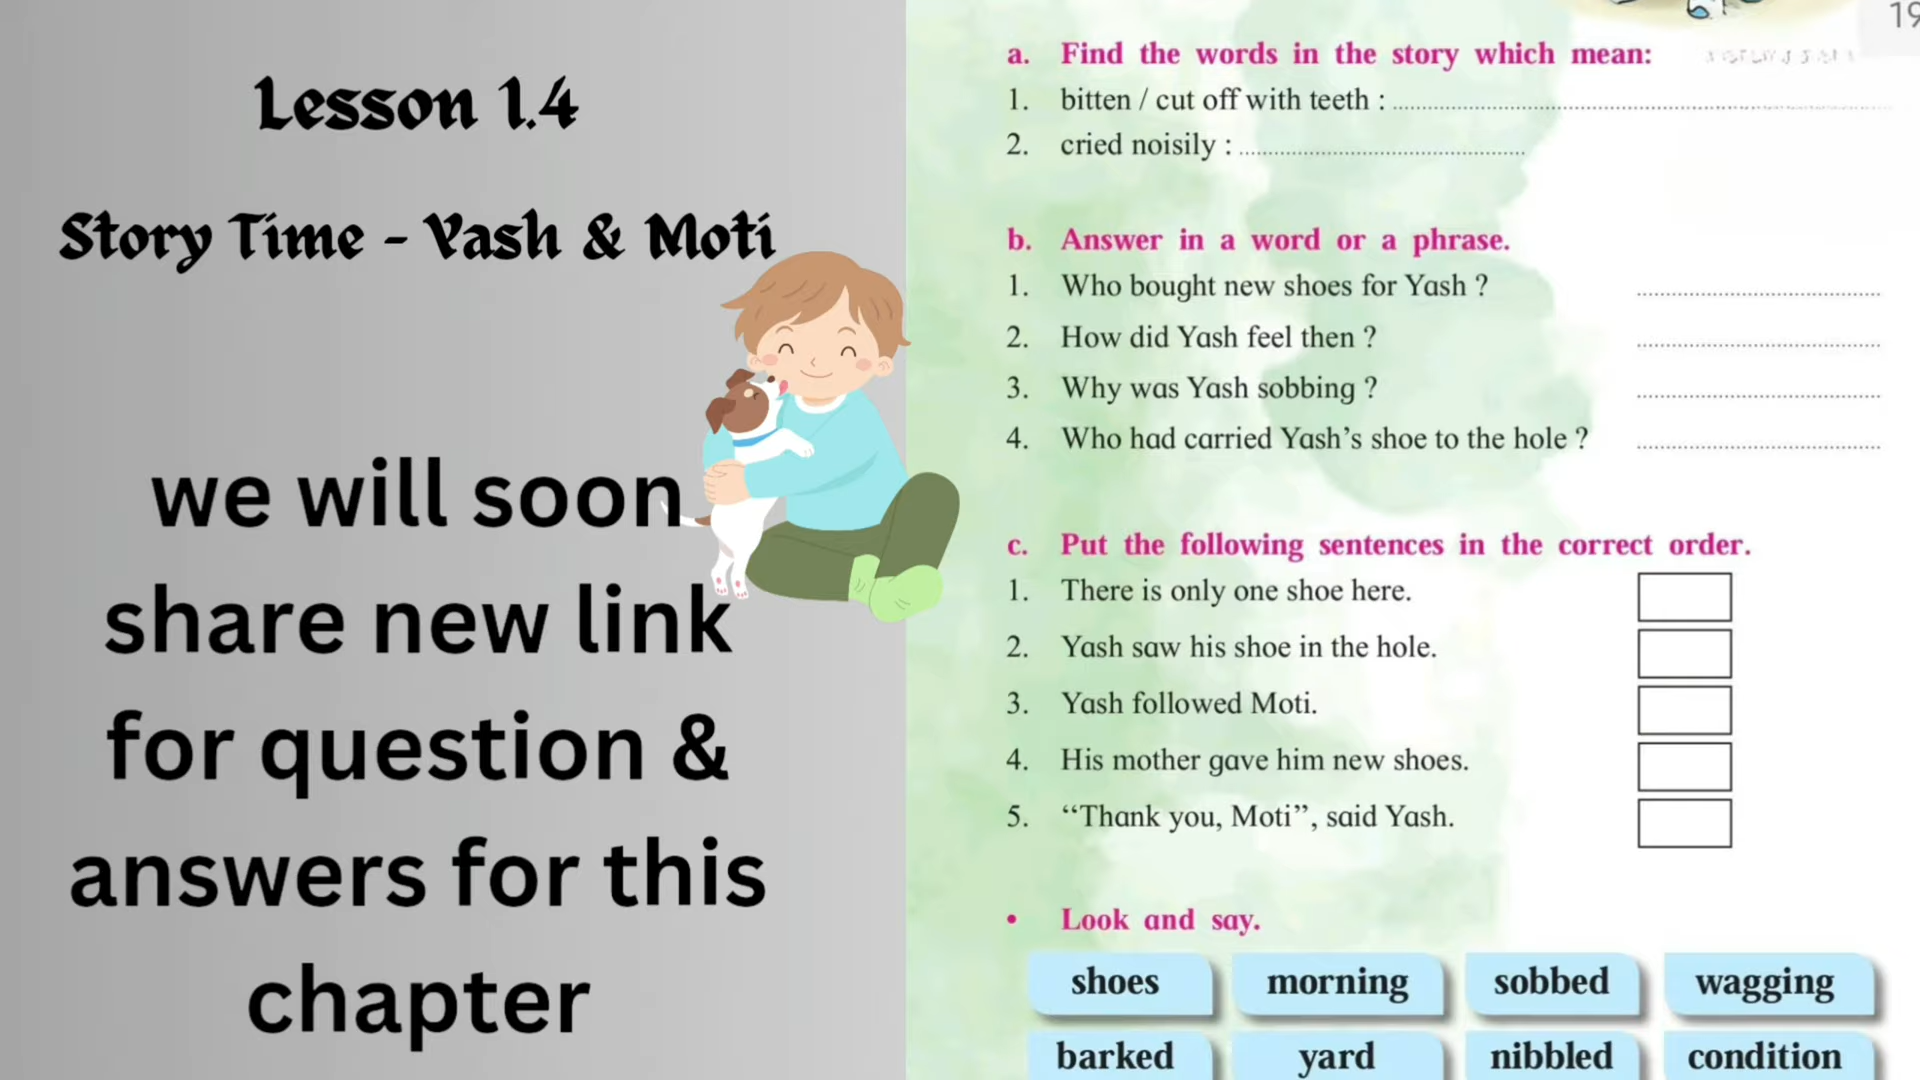 Lesson 1.4
Story Time - Yash & Moti
we will soon
share new link
for question &
answers for this
chapter
19
a. Find the words in the story which mean:
1. bitten / cut off with teeth : ........................
2. cried noisily : ........................
b. Answer in a word or a phrase.
1. Who bought new shoes for Yash ? ........................
2. How did Yash feel then ? ........................
3. Why was Yash sobbing ? ........................
4. Who had carried Yash’s shoe to the hole ? ........................
c. Put the following sentences in the correct order.
1. There is only one shoe here.
2. Yash saw his shoe in the hole.
3. Yash followed Moti.
4. His mother gave him new shoes.
5. “Thank you, Moti”, said Yash.
• Look and say.
shoes morning sobbed wagging
barked yard nibbled condition